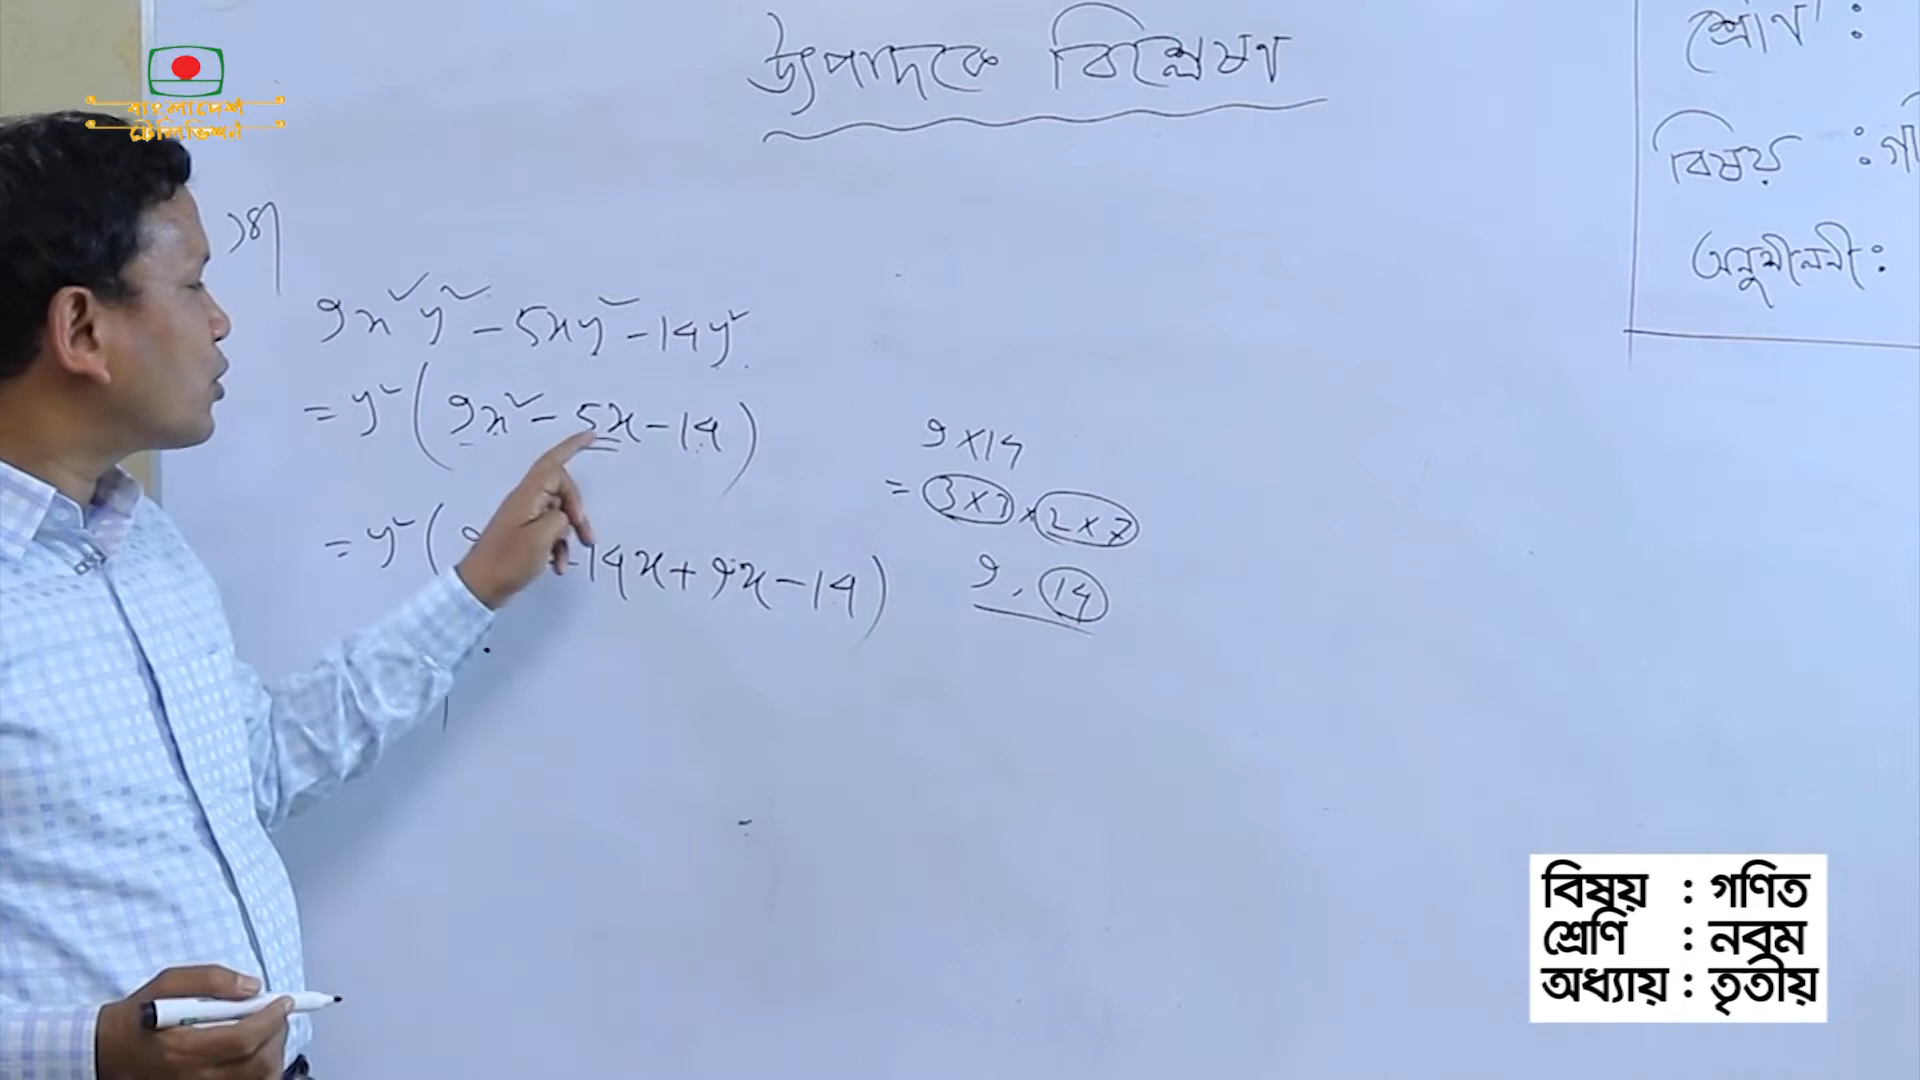 বাংলাদেশ
টেলিভিশন
উৎপাদকে বিশ্লেষণ
শ্রেণি :
বিষয় :
অনুশীলনী :
১৪।
9x²y² - 5xy² - 14y²
= y² (9x² - 5x - 14)
= y² ( - 14x + 9x - 14)
9 × 14
= 3 × 3 × 2 × 7
9, 14
বিষয় : গণিত
শ্রেণি : নবম
অধ্যায় : তৃতীয়